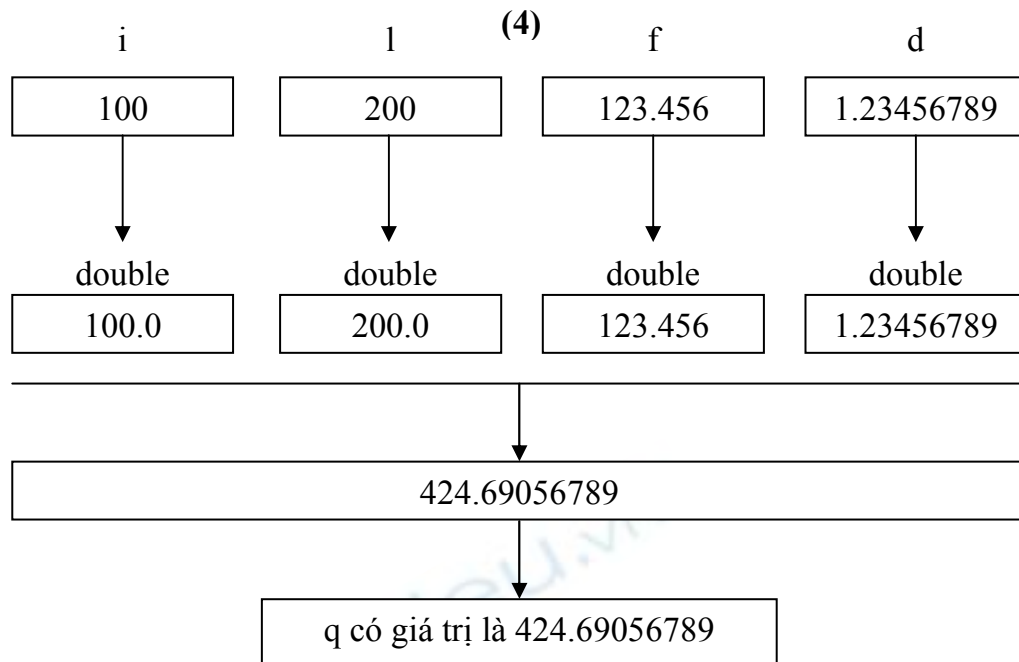 (4)
i l f d
100 200 123.456 1.23456789
double double double double
100.0 200.0 123.456 1.23456789
424.69056789
q có giá trị là 424.69056789